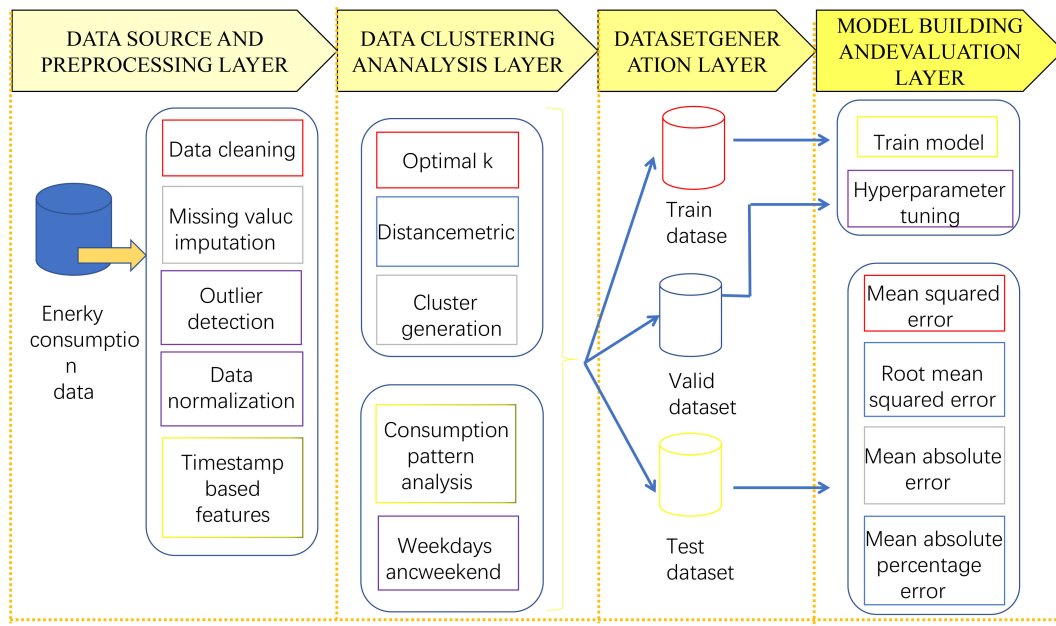 DATA SOURCE AND
PREPROCESSING LAYER
DATA CLUSTERING
ANANALYSIS LAYER
DATASETGENER
ATION LAYER
MODEL BUILDING
ANDEVALUATION
LAYER
Enerky
consumptio
n
data
Data cleaning
Missing valuc
imputation
Outlier
detection
Data
normalization
Timestamp
based
features
Optimal k
Distancemetric
Cluster
generation
Consumption
pattern
analysis
Weekdays
ancweekend
Train
datase
Valid
dataset
Test
dataset
Train model
Hyperparameter
tuning
Mean squared
error
Root mean
squared error
Mean absolute
error
Mean absolute
percentage
error